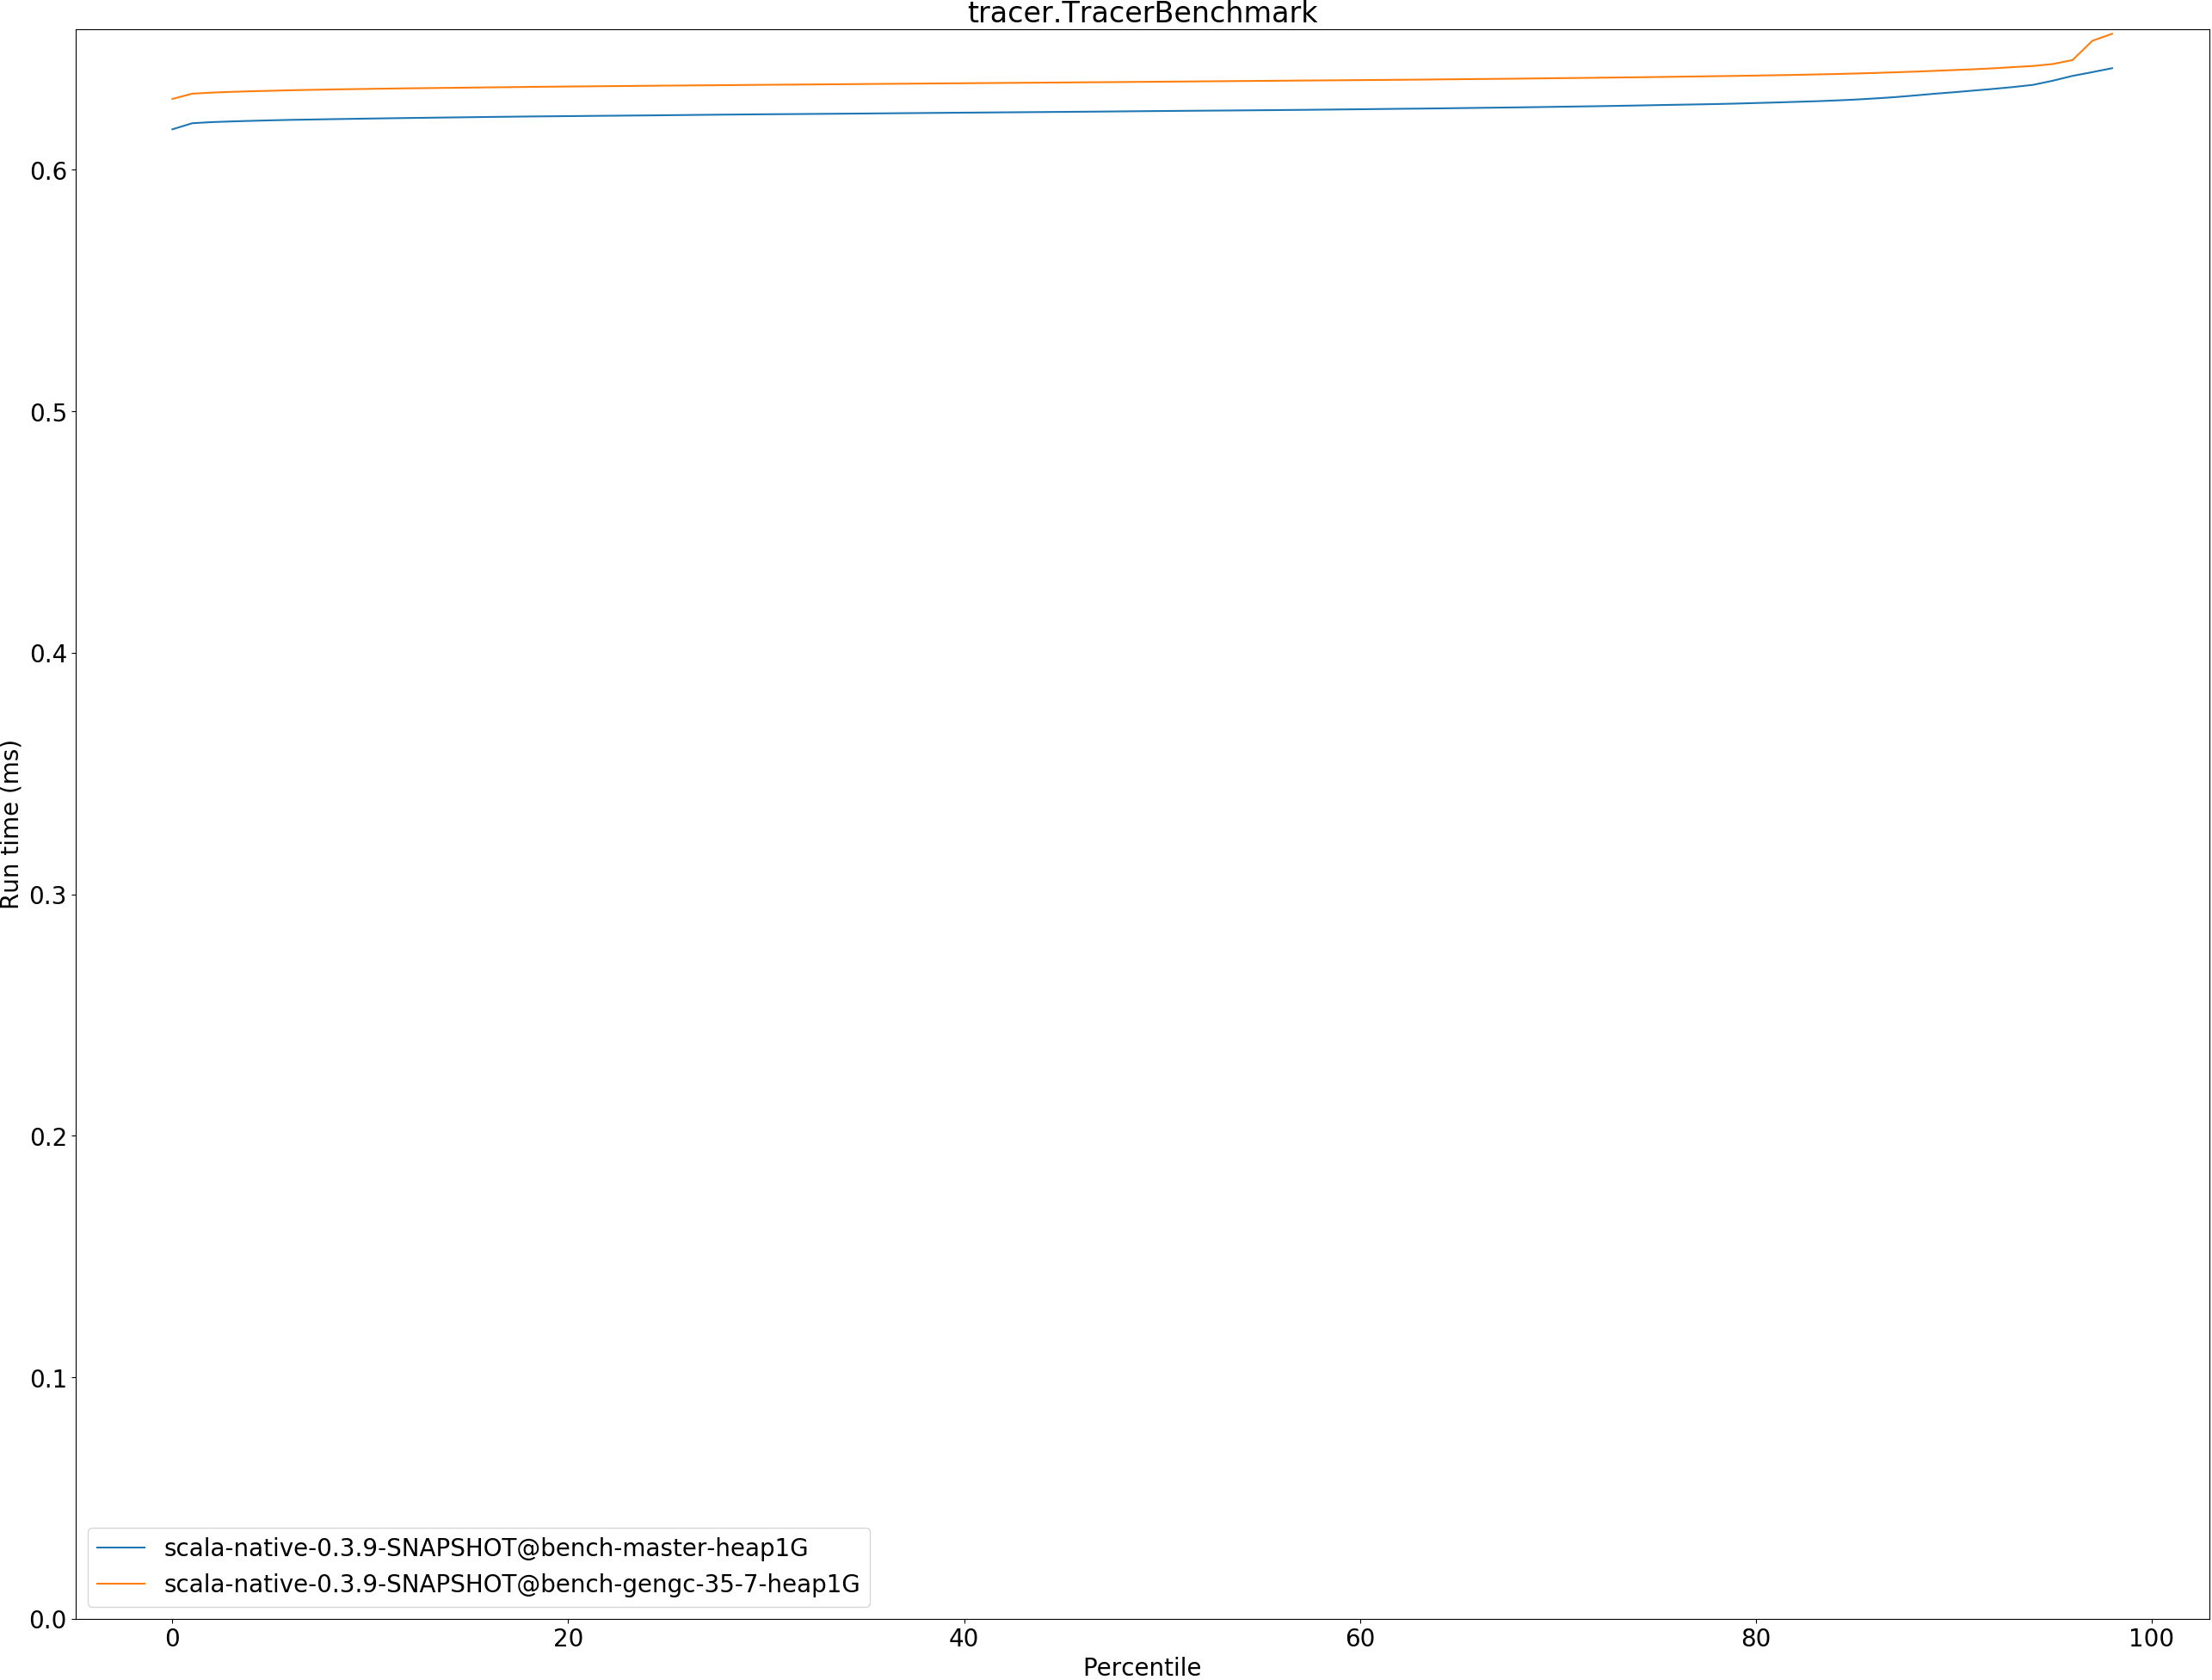 tracer.TracerBenchmark
Run time (ms)
0.6
0.5
0.4
0.3
0.2
0.1
0.0
scala-native-0.3.9-SNAPSHOT@bench-master-heap1G
scala-native-0.3.9-SNAPSHOT@bench-gengc-35-7-heap1G
0 20 40 60 80 100
Percentile